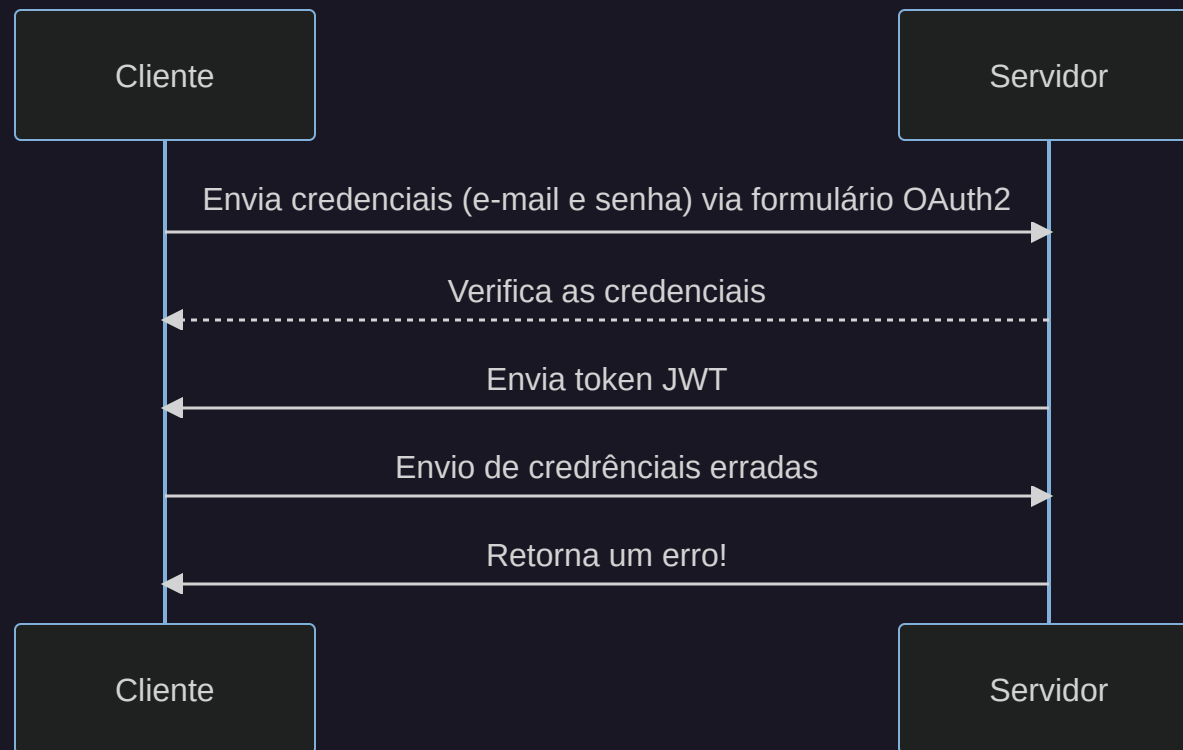 Cliente
Servidor
Envia credenciais (e-mail e senha) via formulário OAuth2
Verifica as credenciais
Envia token JWT
Envio de credrênciais erradas
Retorna um erro!
Cliente
Servidor